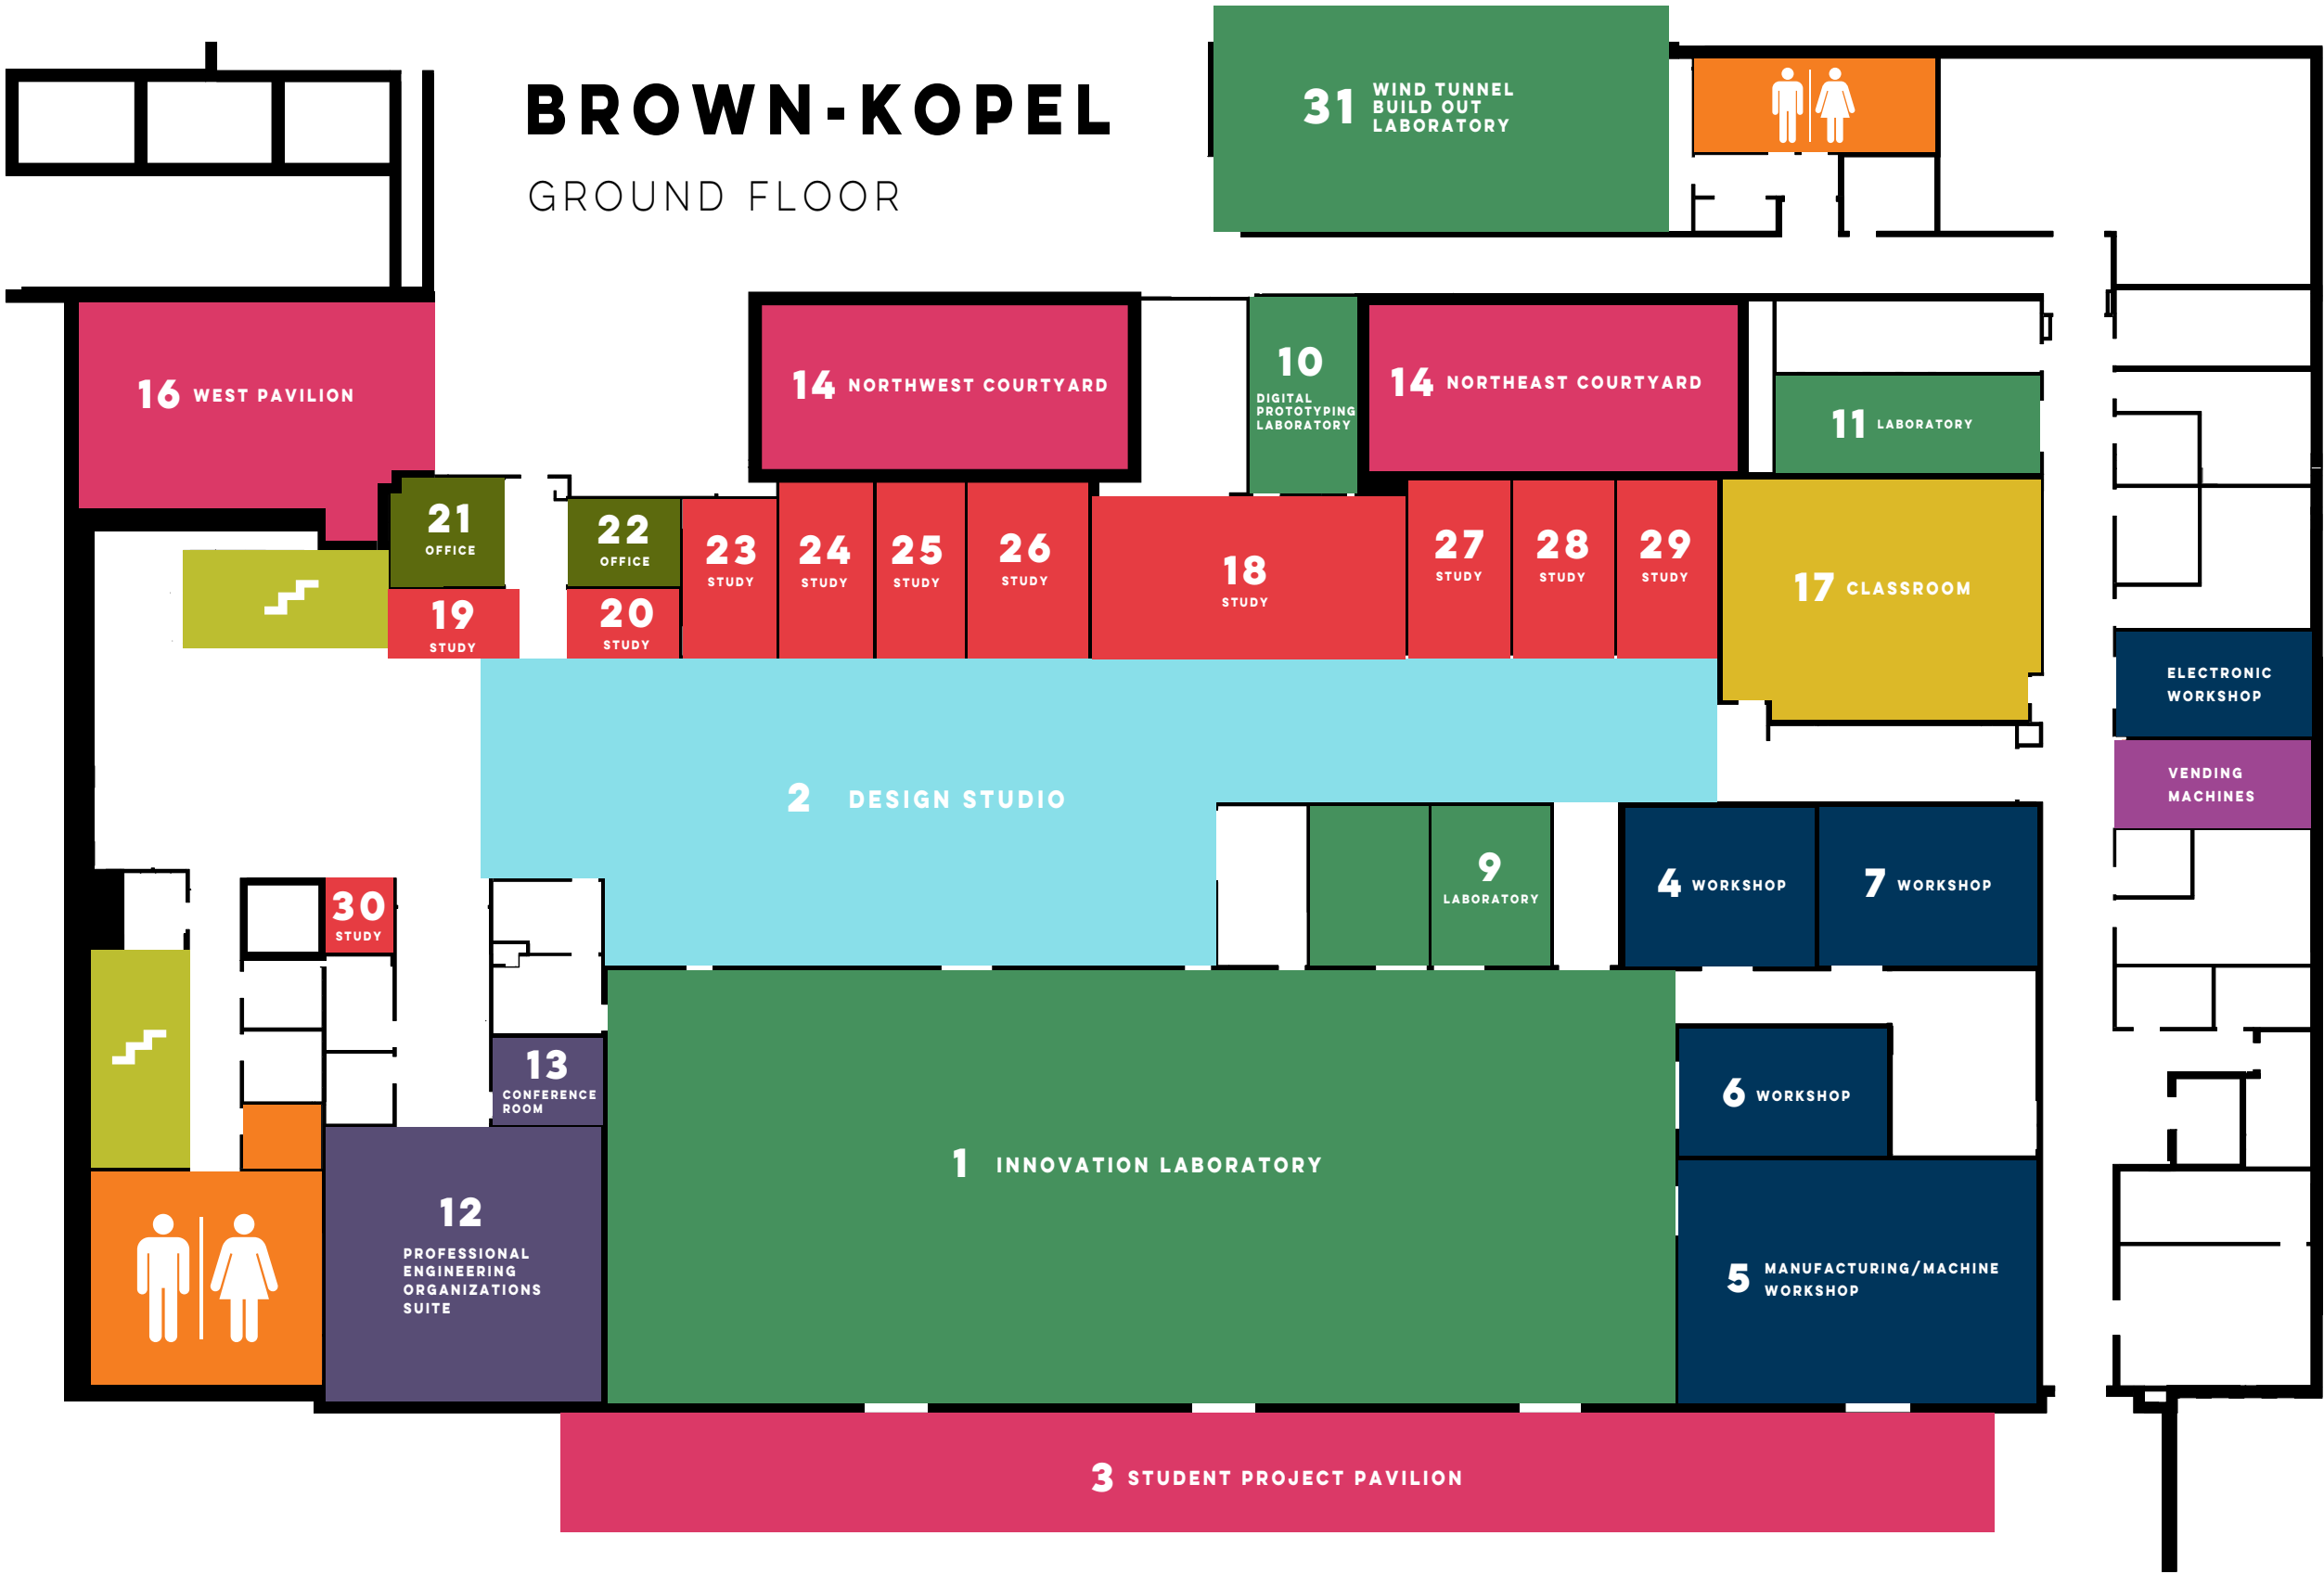 BROWN-KOPEL
GROUND FLOOR
31 WIND TUNNEL
BUILD OUT
LABORATORY
16 WEST PAVILION
14 NORTHWEST COURTYARD
10
DIGITAL
PROTOTYPING
LABORATORY
14 NORTHEAST COURTYARD
11 LABORATORY
21
OFFICE
22
OFFICE
23
STUDY
24
STUDY
25
STUDY
26
STUDY
18
STUDY
27
STUDY
28
STUDY
29
STUDY
17 CLASSROOM
19
STUDY
20
STUDY
ELECTRONIC
WORKSHOP
VENDING
MACHINES
2 DESIGN STUDIO
9
LABORATORY
4 WORKSHOP
7 WORKSHOP
30
STUDY
13
CONFERENCE
ROOM
6 WORKSHOP
1 INNOVATION LABORATORY
12
PROFESSIONAL
ENGINEERING
ORGANIZATIONS
SUITE
5 MANUFACTURING/MACHINE
WORKSHOP
3 STUDENT PROJECT PAVILION